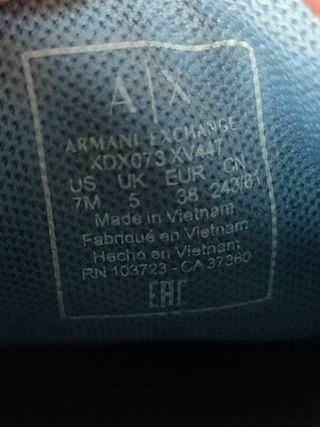 A|X
ARMANI EXCHANGE
XDX073 XV447
US UK EUR CN
7M 5 38 243/81
Made in Vietnam
Fabriqué en Vietnam
Hecho en Vietnam
RN 103723 - CA 37360
EAC